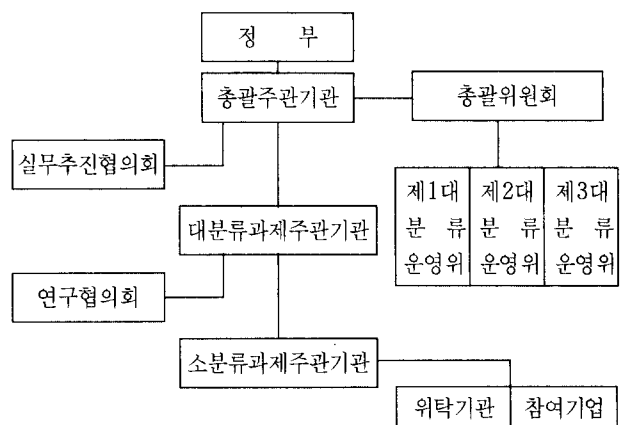 정 부
총괄주관기관
총괄위원회
실무추진협의회
제1대 제2대 제3대
분 류 분 류 분 류
운영위 운영위 운영위
대분류과제주관기관
연구협의회
소분류과제주관기관
위탁기관 참여기업